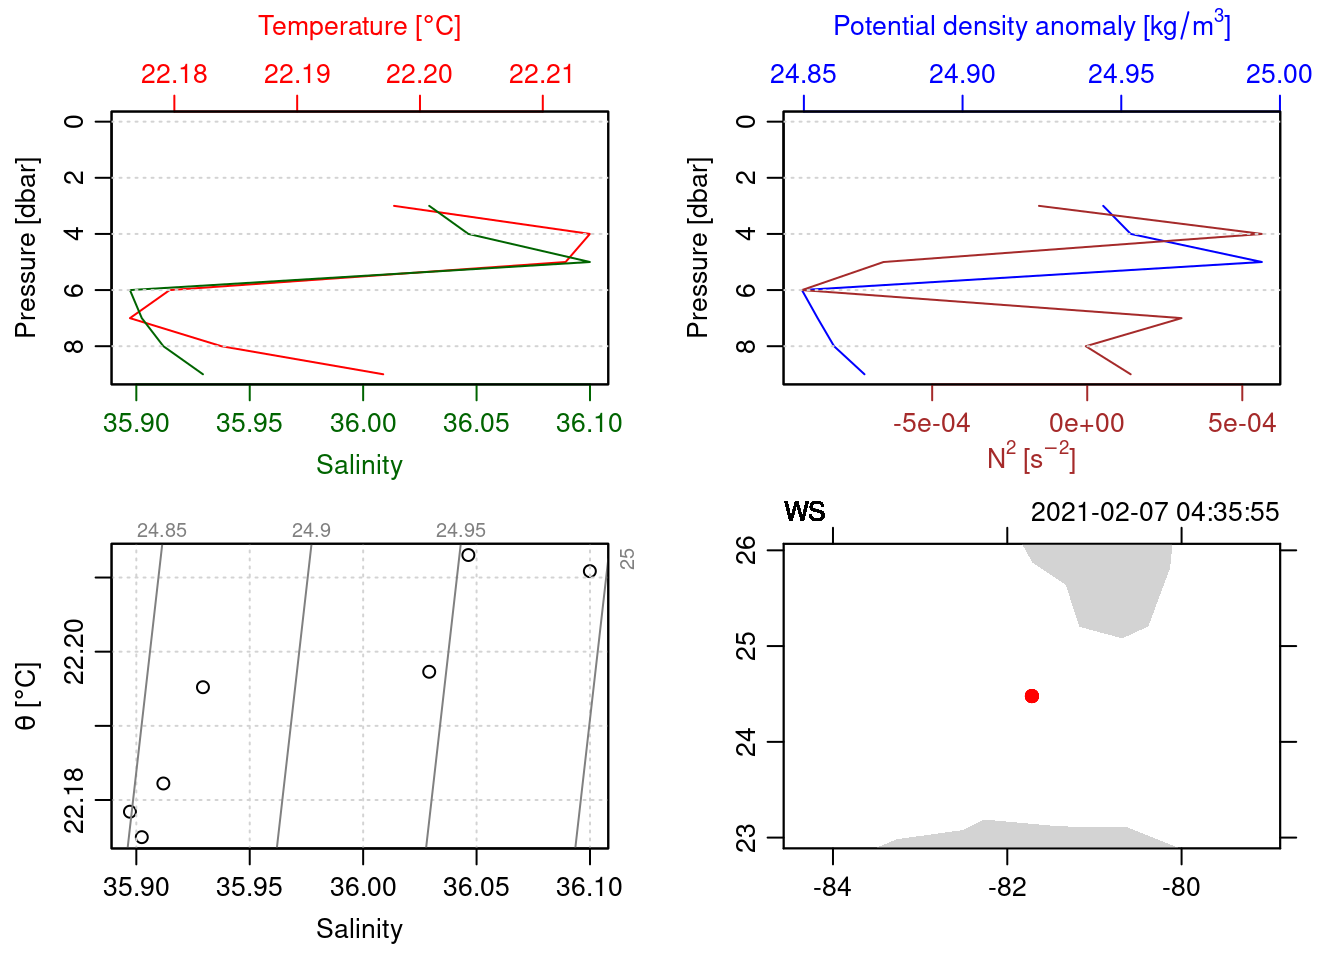 Temperature [°C]
22.18 22.19 22.20 22.21
0
2
4
6
8
Pressure [dbar]
35.90 35.95 36.00 36.05 36.10
Salinity
Potential density anomaly [kg/m³]
24.85 24.90 24.95 25.00
0
2
4
6
8
Pressure [dbar]
-5e-04 0e+00 5e-04
N² [s⁻²]
24.85 24.9 24.95
25
22.20
22.18
θ [°C]
35.90 35.95 36.00 36.05 36.10
Salinity
WS 2021-02-07 04:35:55
26
25
24
23
-84 -82 -80